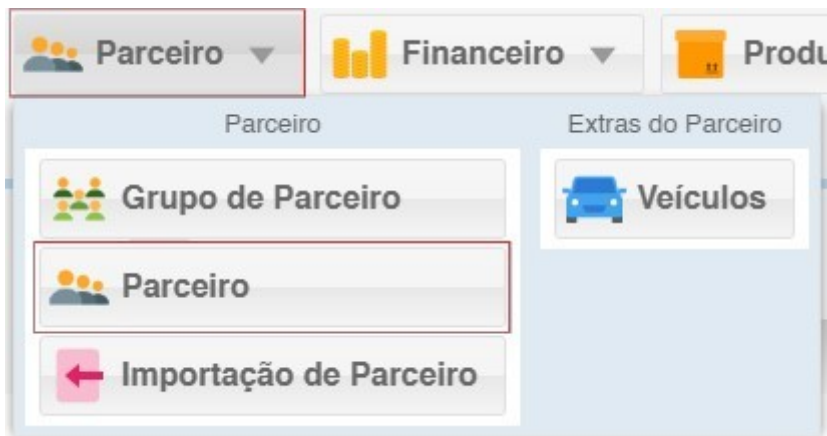 Parceiro
Financeiro
Parceiro
Extras do Parceiro
Grupo de Parceiro
Veículos
Parceiro
Importação de Parceiro